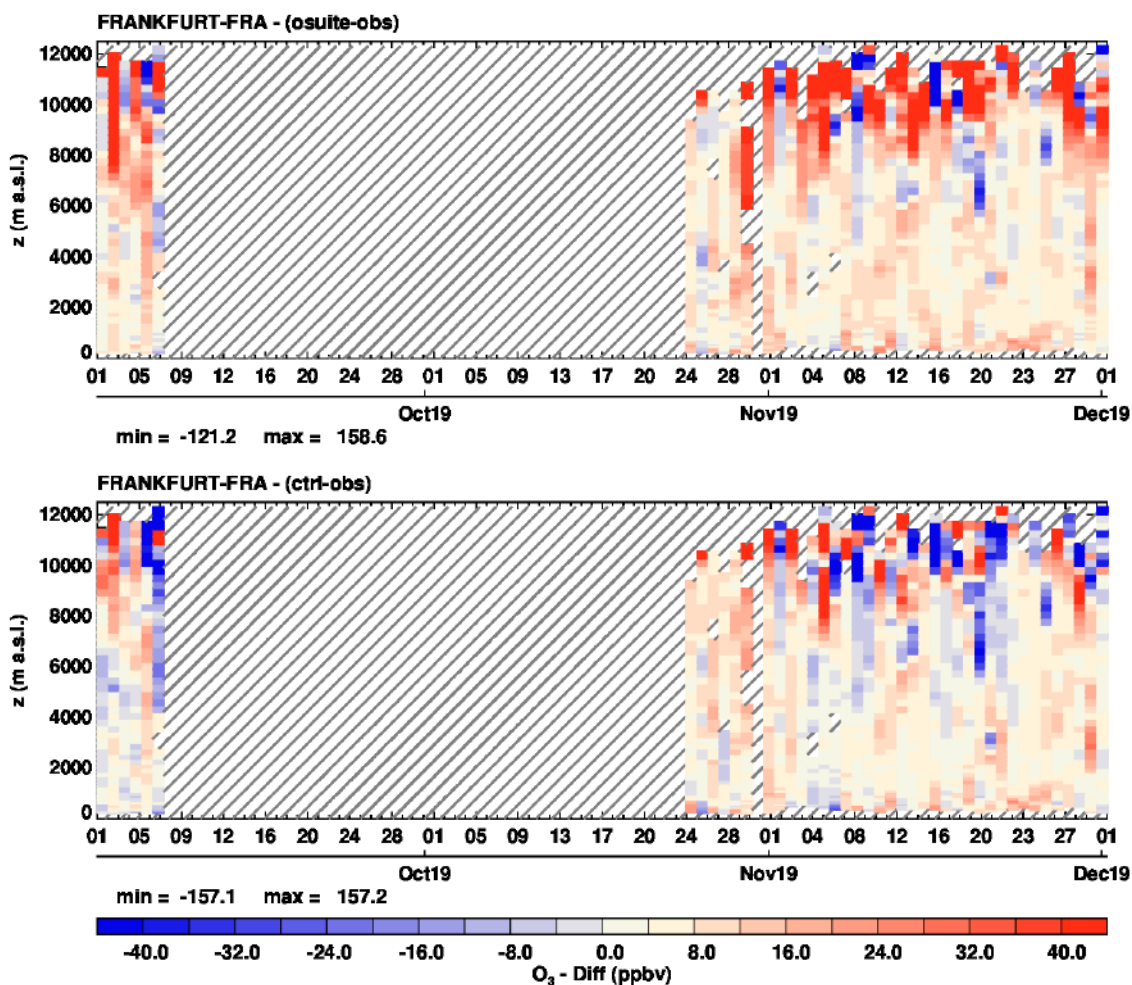 FRANKFURT-FRA - (osuite-obs)
12000
10000
8000
6000
4000
2000
0
z (m a.s.l.)
01 05 09 12 16 20 24 28 01 05 09 13 17 20 24 28 01 04 08 12 16 20 23 27 01
Oct19 Nov19 Dec19
min = -121.2 max = 158.6
FRANKFURT-FRA - (ctrl-obs)
12000
10000
8000
6000
4000
2000
0
z (m a.s.l.)
01 05 09 12 16 20 24 28 01 05 09 13 17 20 24 28 01 04 08 12 16 20 23 27 01
Oct19 Nov19 Dec19
min = -157.1 max = 157.2
-40.0 -32.0 -24.0 -16.0 -8.0 0.0 8.0 16.0 24.0 32.0 40.0
O₃ - Diff (ppbv)